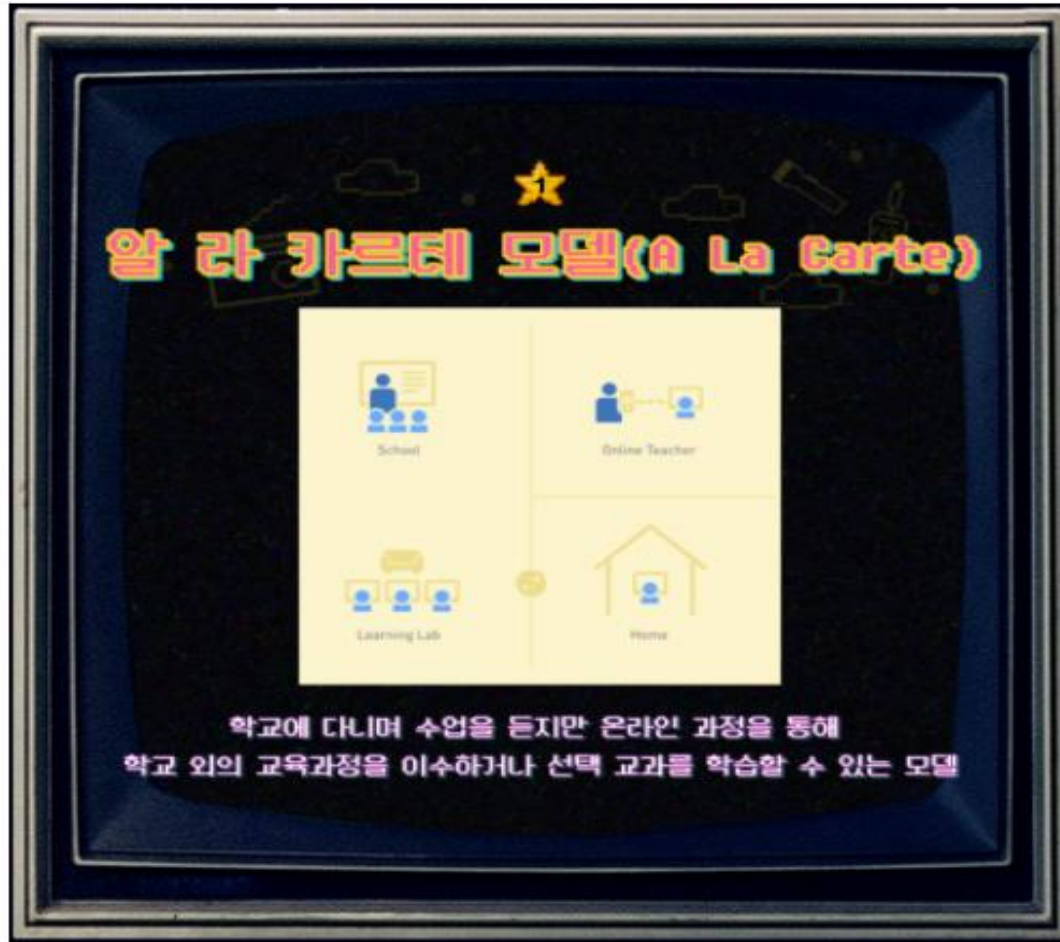 1
알 라 카르테 모델(A La Carte)
School
Online Teacher
Learning Lab
Home
학교에 다니며 수업을 듣지만 온라인 과정을 통해
학교 외의 교육과정을 이수하거나 선택 교과를 학습할 수 있는 모델